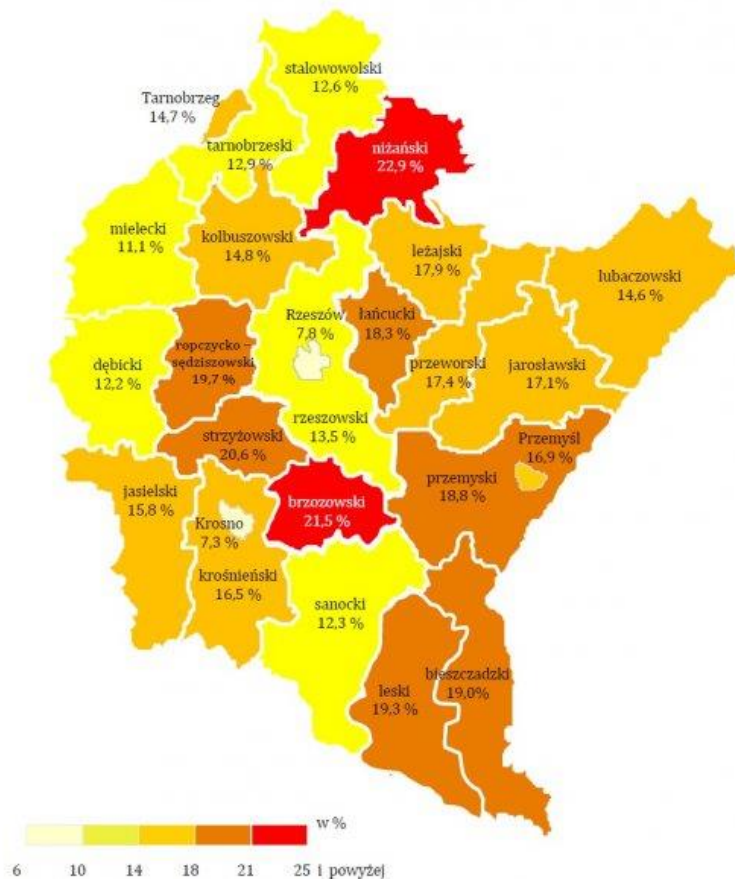 stalowowolski
12,6 %
Tarnobrzeg
14,7 %
tarnobrzeski
12,9 %
niżański
22,9 %
mielecki
11,1 %
kolbuszowski
14,8 %
leżajski
17,9 %
lubaczowski
14,6 %
Rzeszów
7,8 %
łańcucki
18,3 %
ropczycko –
sędziszowski
19,7 %
dębicki
12,2 %
przeworski
17,4 %
jarosławski
17,1%
rzeszowski
13,5 %
strzyżowski
20,6 %
Przemyśl
16,9 %
przemyski
18,8 %
jasielski
15,8 %
brzozowski
21,5 %
Krosno
7,3 %
krośnieński
16,5 %
sanocki
12,3 %
bieszczadzki
19,0%
leski
19,3 %
w %
6 10 14 18 21 25 i powyżej